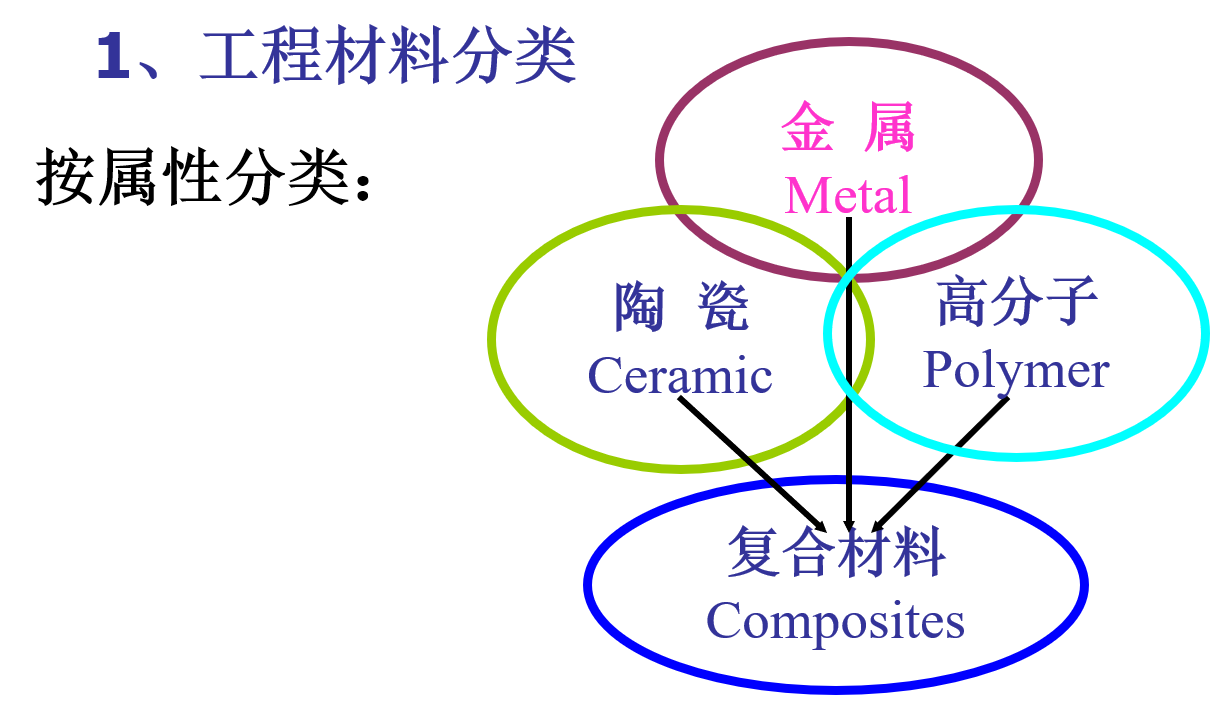 1、工程材料分类
按属性分类：
金 属
Metal
陶 瓷
Ceramic
高分子
Polymer
复合材料
Composites